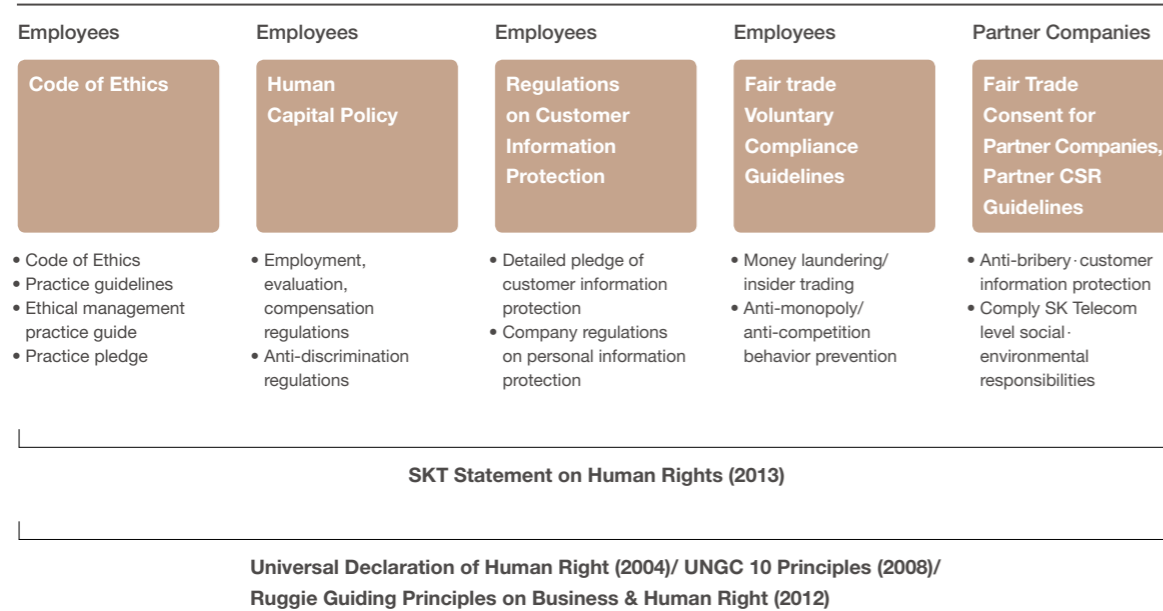 Employees
Code of Ethics
• Code of Ethics
• Practice guidelines
• Ethical management
practice guide
• Practice pledge
Employees
Human
Capital Policy
• Employment,
evaluation,
compensation
regulations
• Anti-discrimination
regulations
Employees
Regulations
on Customer
Information
Protection
• Detailed pledge of
customer information
protection
• Company regulations
on personal information
protection
Employees
Fair trade
Voluntary
Compliance
Guidelines
• Money laundering/
insider trading
• Anti-monopoly/
anti-competition
behavior prevention
Partner Companies
Fair Trade
Consent for
Partner Companies,
Partner CSR
Guidelines
• Anti-bribery·customer
information protection
• Comply SK Telecom
level social·
environmental
responsibilities
SKT Statement on Human Rights (2013)
Universal Declaration of Human Right (2004)/ UNGC 10 Principles (2008)/
Ruggie Guiding Principles on Business & Human Right (2012)